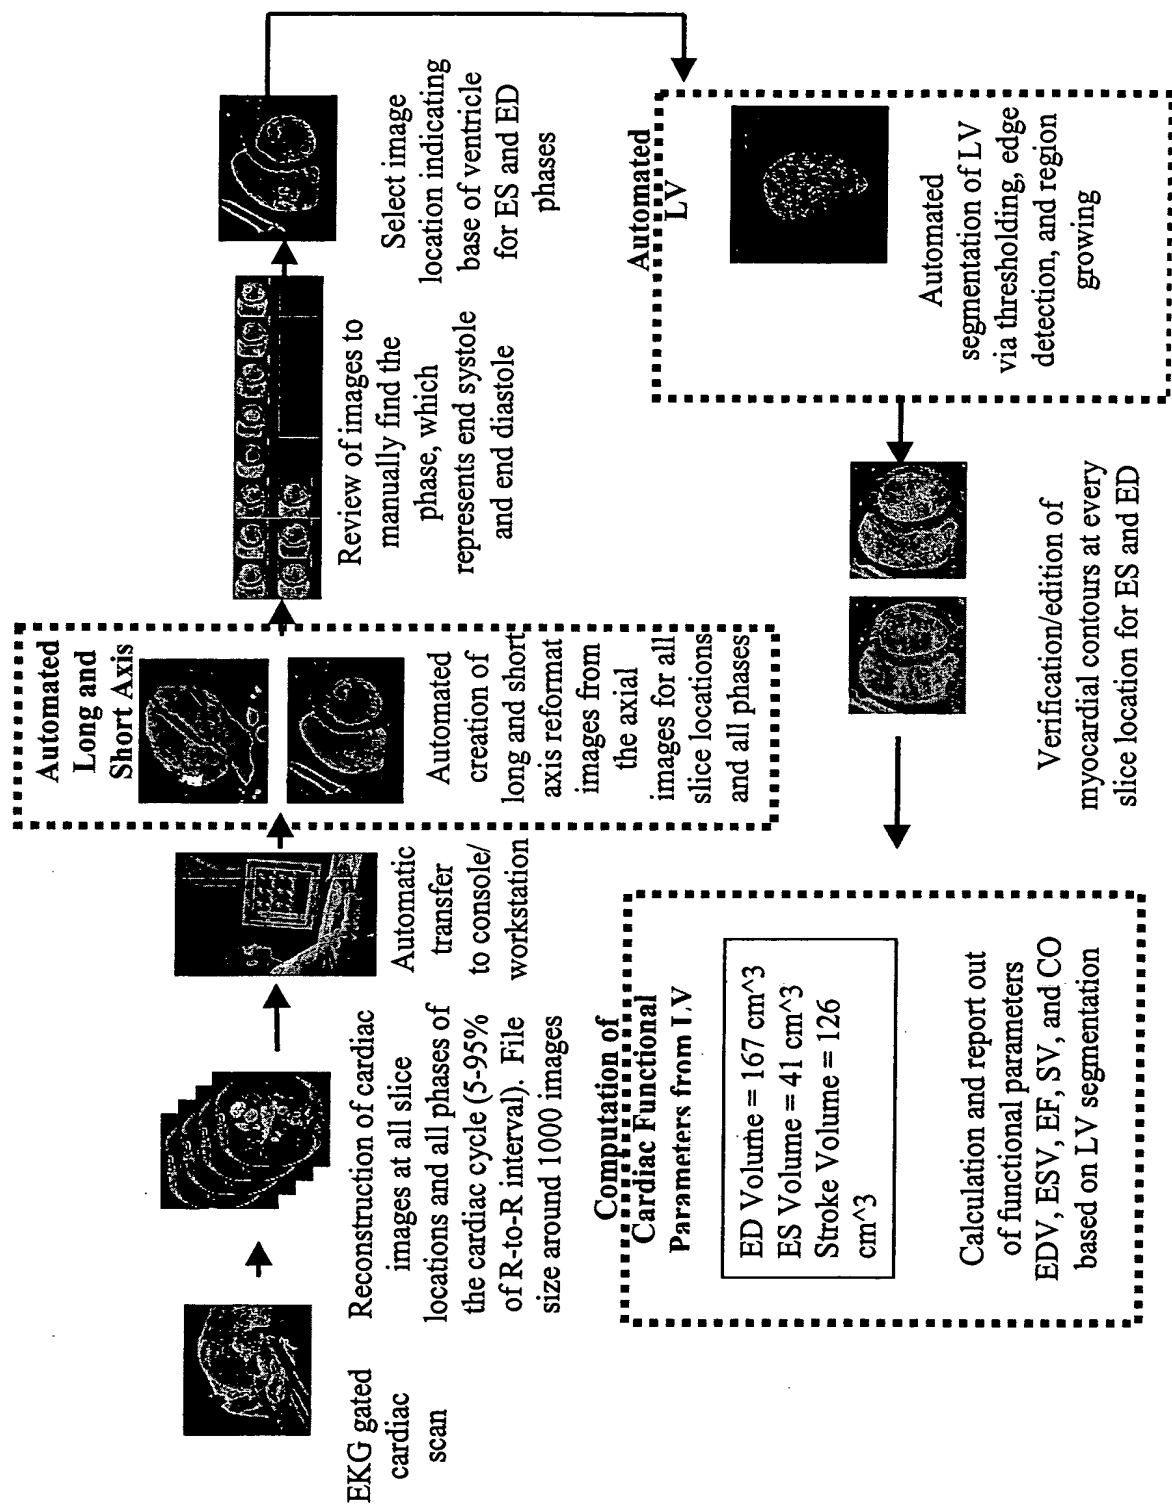 EKG gated
cardiac
scan
Reconstruction of cardiac
images at all slice
locations and all phases of
the cardiac cycle (5-95%
of R-to-R interval). File
size around 1000 images
Automatic
transfer
to console/
workstation
Automated
Long and
Short Axis
Automated
creation of
long and short
axis reformat
images from
the axial
images for all
slice locations
and all phases
Review of images to
manually find the
phase, which
represents end systole
and end diastole
Select image
location indicating
base of ventricle
for ES and ED
phases
Automated
LV
Automated
segmentation of LV
via thresholding, edge
detection, and region
growing
Verification/edition of
myocardial contours at every
slice location for ES and ED
Computation of
Cardiac Functional
Parameters from LV
ED Volume = 167 cm^3
ES Volume = 41 cm^3
Stroke Volume = 126
cm^3
Calculation and report out
of functional parameters
EDV, ESV, EF, SV, and CO
based on LV segmentation